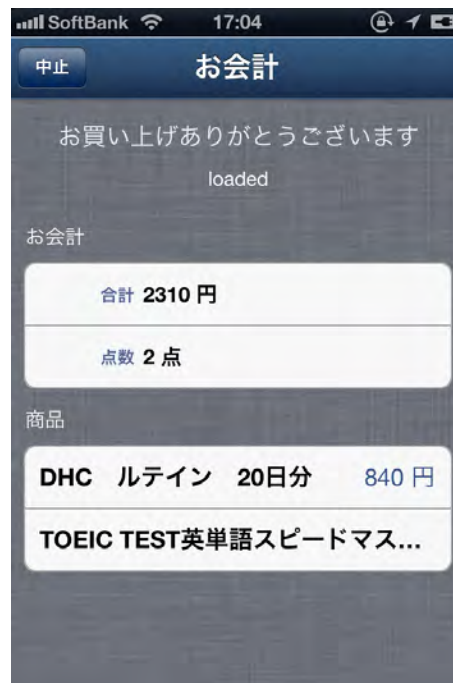 SoftBank 17:04
中止 お会計
お買い上げありがとうございます
loaded
お会計
合計 2310 円
点数 2 点
商品
DHC ルテイン 20日分 840 円
TOEIC TEST英単語スピードマス...